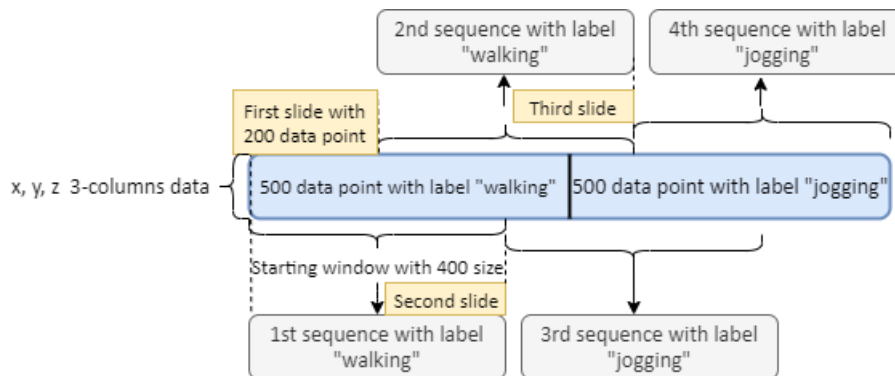 2nd sequence with label
"walking"
4th sequence with label
"jogging"
First slide with
200 data point
Third slide
x, y, z 3-columns data
500 data point with label "walking"
500 data point with label "jogging"
Starting window with 400 size
Second slide
1st sequence with label
"walking"
3rd sequence with label
"jogging"